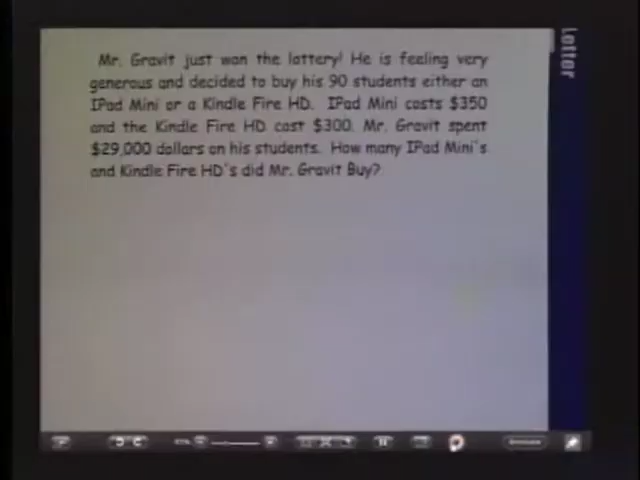 Mr. Gravit just won the lottery! He is feeling very
generous and decided to buy his 90 students either an
IPad Mini or a Kindle Fire HD. IPad Mini costs $350
and the Kindle Fire HD cost $300. Mr. Gravit spent
$29,000 dollars on his students. How many IPad Mini's
and Kindle Fire HD's did Mr. Gravit Buy?
Letter